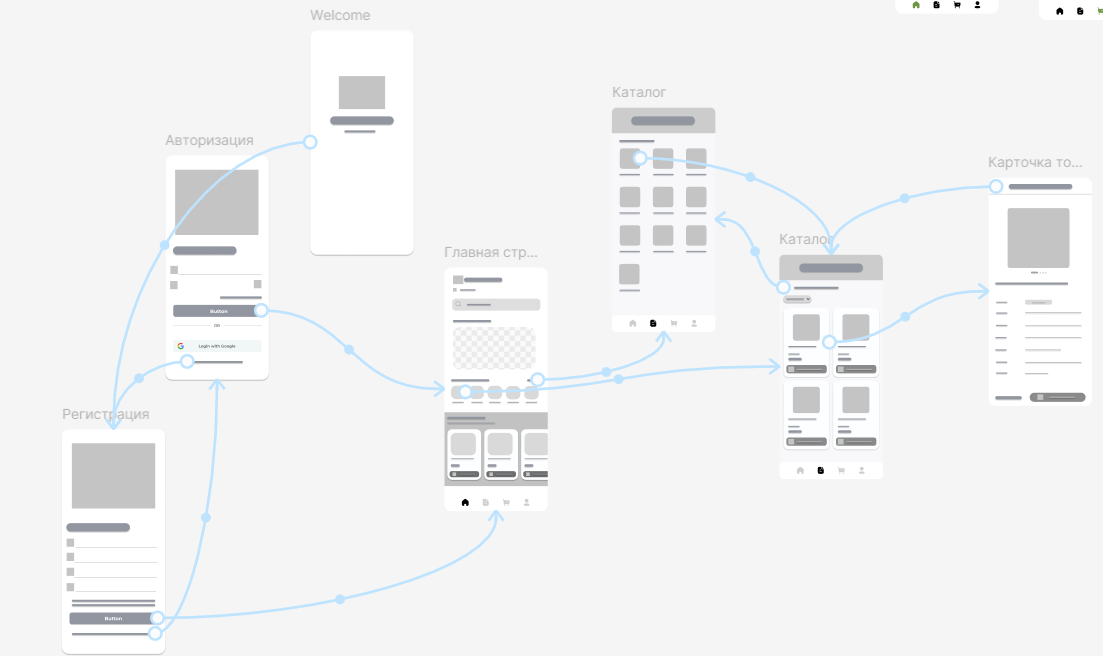 Welcome
Каталог
Авторизация
Карточка то...
Button
OR
Login with Google
Главная стр...
Каталог
Регистрация
Button